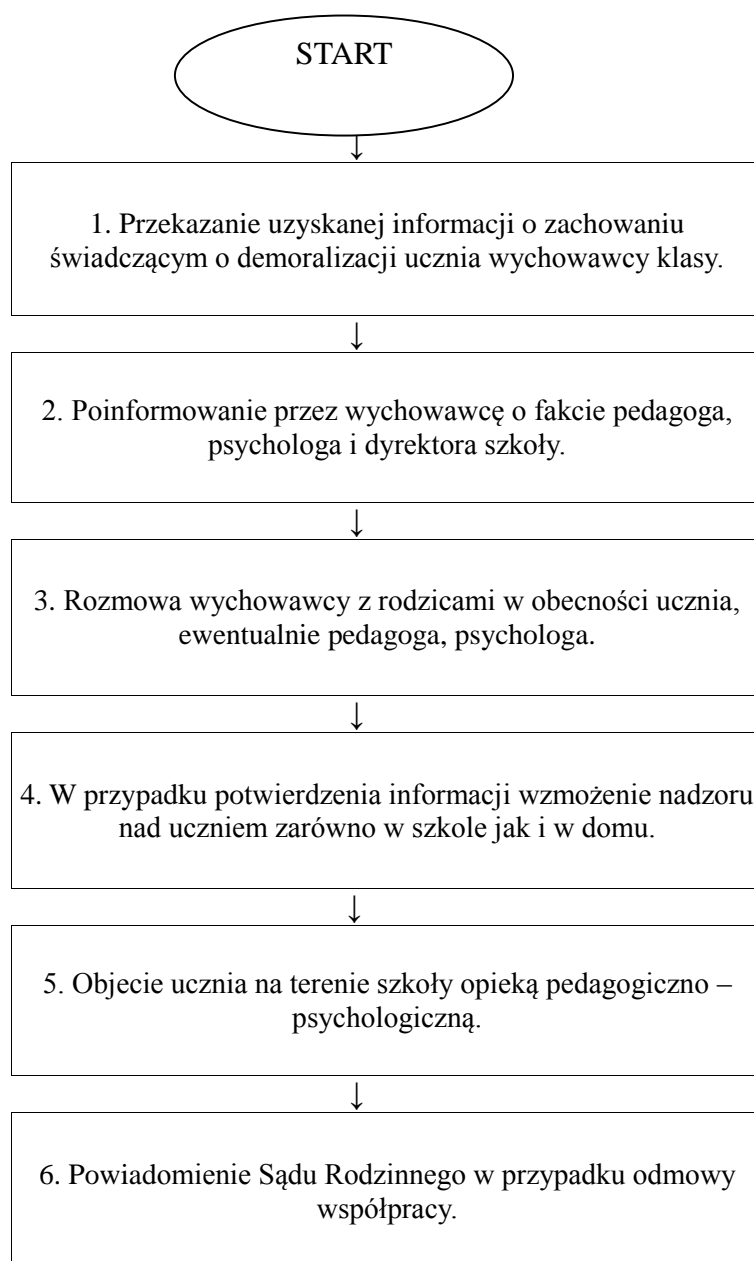 START
↓
1. Przekazanie uzyskanej informacji o zachowaniu
świadczącym o demoralizacji ucznia wychowawcy klasy.
↓
2. Poinformowanie przez wychowawcę o fakcie pedagoga,
psychologa i dyrektora szkoły.
↓
3. Rozmowa wychowawcy z rodzicami w obecności ucznia,
ewentualnie pedagoga, psychologa.
↓
4. W przypadku potwierdzenia informacji wzmożenie nadzoru
nad uczniem zarówno w szkole jak i w domu.
↓
5. Objecie ucznia na terenie szkoły opieką pedagogiczno –
psychologiczną.
↓
6. Powiadomienie Sądu Rodzinnego w przypadku odmowy
współpracy.